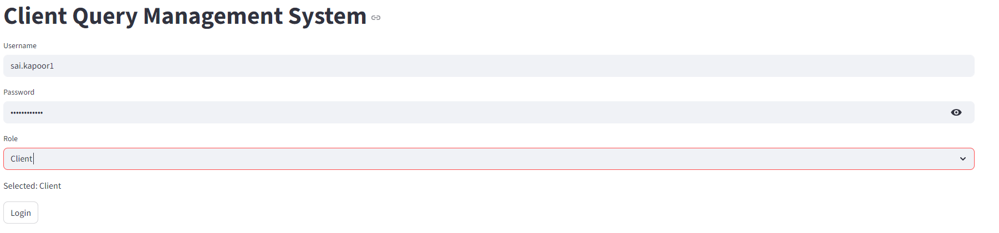 Client Query Management System
Username
sai.kapoor1
Password
••••••••••••
Role
Client
Selected: Client
Login